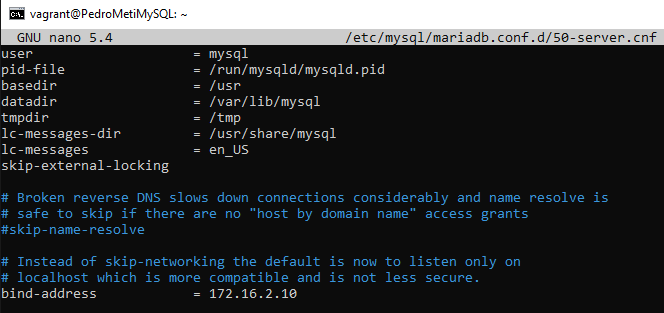 vagrant@PedroMetiMySQL: ~
GNU nano 5.4 /etc/mysql/mariadb.conf.d/50-server.cnf
user = mysql
pid-file = /run/mysqld/mysqld.pid
basedir = /usr
datadir = /var/lib/mysql
tmpdir = /tmp
lc-messages-dir = /usr/share/mysql
lc-messages = en_US
skip-external-locking
# Broken reverse DNS slows down connections considerably and name resolve is
# safe to skip if there are no "host by domain name" access grants
#skip-name-resolve
# Instead of skip-networking the default is now to listen only on
# localhost which is more compatible and is not less secure.
bind-address = 172.16.2.10